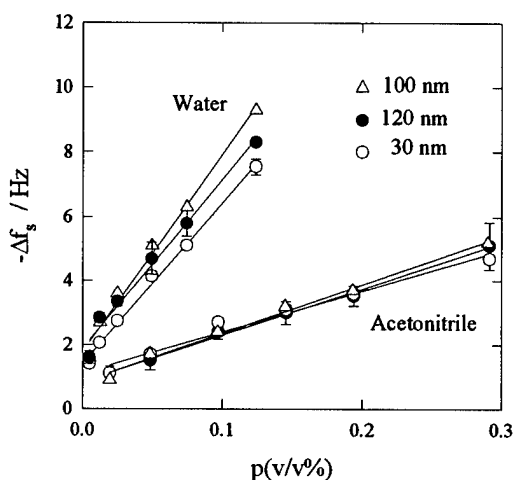 12
10
8
6
4
2
0
-Δfs / Hz
Water
100 nm
120 nm
30 nm
Acetonitrile
0.0 0.1 0.2 0.3
p(v/v%)